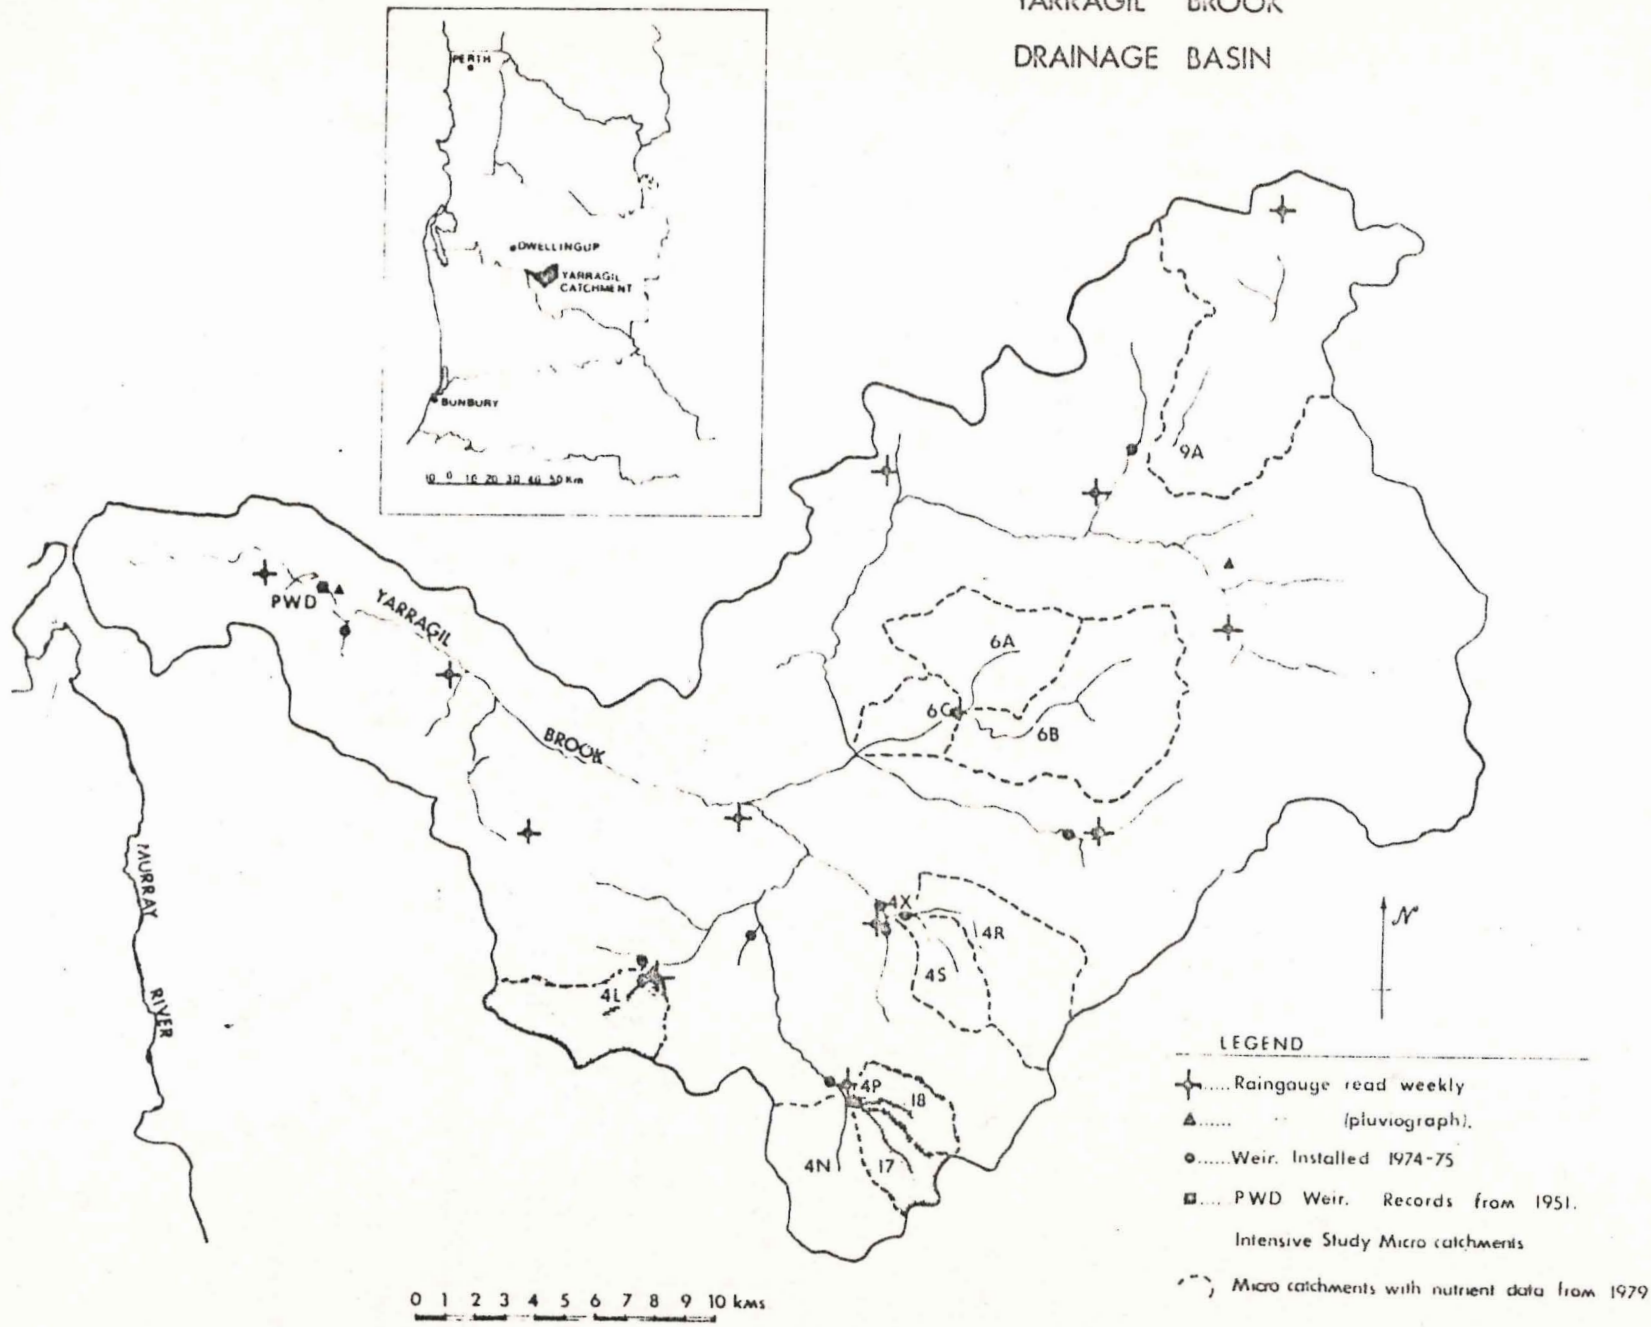 YARRAGIL BROOK
DRAINAGE BASIN
PERTH
DWELLINGUP
YARRAGIL
CATCHMENT
BUNBURY
10 0 10 20 30 40 50 Km
9A
PWD
YARRAGIL
BROOK
6A
6C
6B
MURRAY
RIVER
4X
4R
4S
4L
4P
18
4N
17
N
LEGEND
Raingauge read weekly
(pluviograph).
Weir. Installed 1974-75
PWD Weir. Records from 1951.
Intensive Study Micro catchments
Micro catchments with nutrient data from 1979
0 1 2 3 4 5 6 7 8 9 10 kms